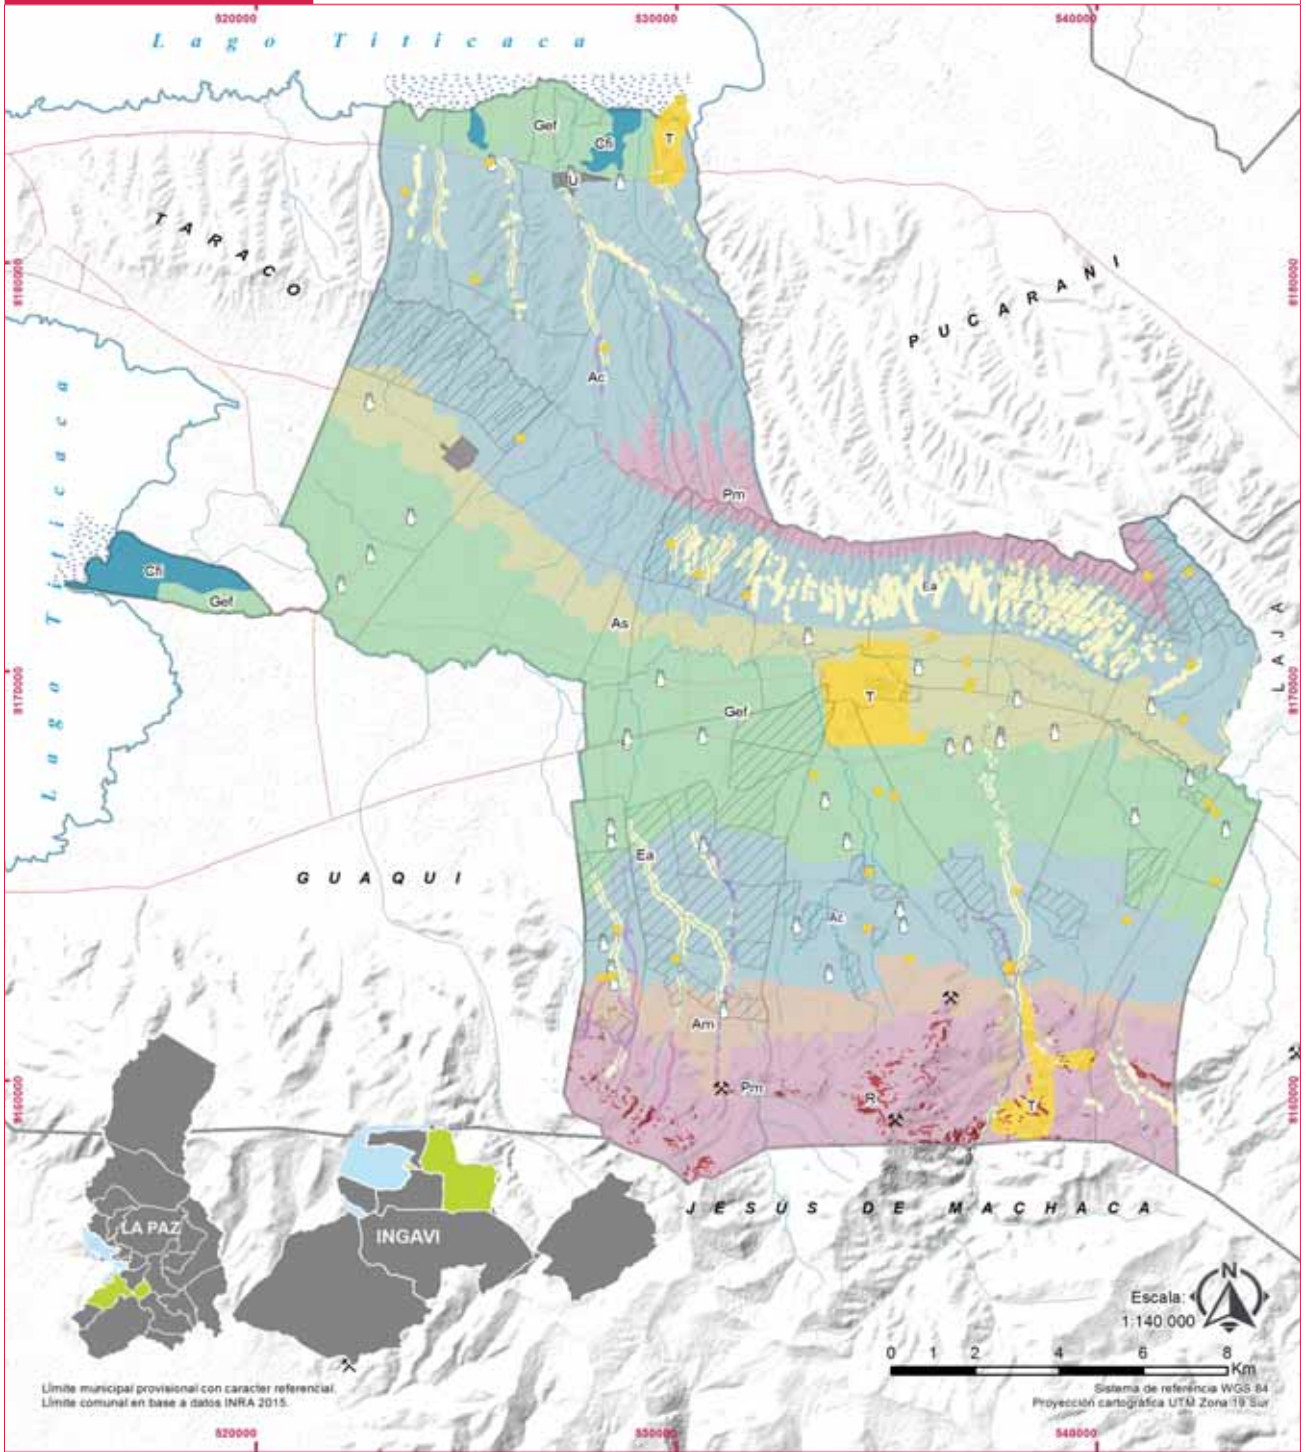 520000 530000 540000
Lago Titicaca
Gef
Cfi
T
U
TARACO
8180000
8180000
PUCARANI
Ac
Lago Titicaca
Pm
Cfi
Gef
Ea
As
LAJA
8170000
8170000
T
Gef
Ea
GUAQUI
Ac
Am
Pm
R
T
8160000
8160000
JESUS DE MACHACA
LA PAZ
INGAVI
N
Escala:
1:140.000
0 1 2 4 6 8 Km
Límite municipal provisional con caracter referencial.
Límite comunal en base a datos INRA 2015.
Sistema de referencia WGS 84
Proyección cartográfica UTM Zona 19 Sur
520000 530000 540000